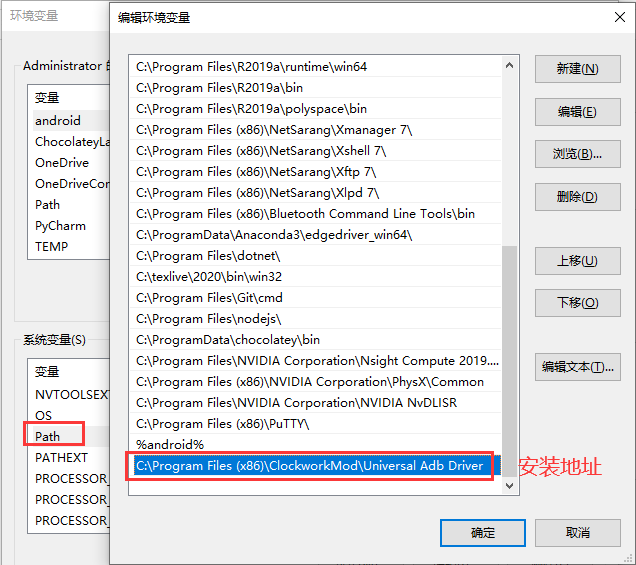 环境变量
编辑环境变量
Administrator 的
变量
android
ChocolateyLa
OneDrive
OneDriveCon
Path
PyCharm
TEMP
系统变量(S)
变量
NVTOOLSEXT
OS
Path
PATHEXT
PROCESSOR_
PROCESSOR_
PROCESSOR_
C:\Program Files\R2019a\runtime\win64
C:\Program Files\R2019a\bin
C:\Program Files\R2019a\polyspace\bin
C:\Program Files (x86)\NetSarang\Xmanager 7\
C:\Program Files (x86)\NetSarang\Xshell 7\
C:\Program Files (x86)\NetSarang\Xftp 7\
C:\Program Files (x86)\NetSarang\Xlpd 7\
C:\Program Files (x86)\Bluetooth Command Line Tools\bin
C:\ProgramData\Anaconda3\edgedriver_win64\
C:\Program Files\dotnet\
C:\texlive\2020\bin\win32
C:\Program Files\Git\cmd
C:\Program Files\nodejs\
C:\ProgramData\chocolatey\bin
C:\Program Files\NVIDIA Corporation\Nsight Compute 2019....
C:\Program Files (x86)\NVIDIA Corporation\PhysX\Common
C:\Program Files\NVIDIA Corporation\NVIDIA NvDLISR
C:\Program Files (x86)\PuTTY\
%android%
C:\Program Files (x86)\ClockworkMod\Universal Adb Driver
安装地址
新建(N)
编辑(E)
浏览(B)...
删除(D)
上移(U)
下移(O)
编辑文本(T)...
确定
取消